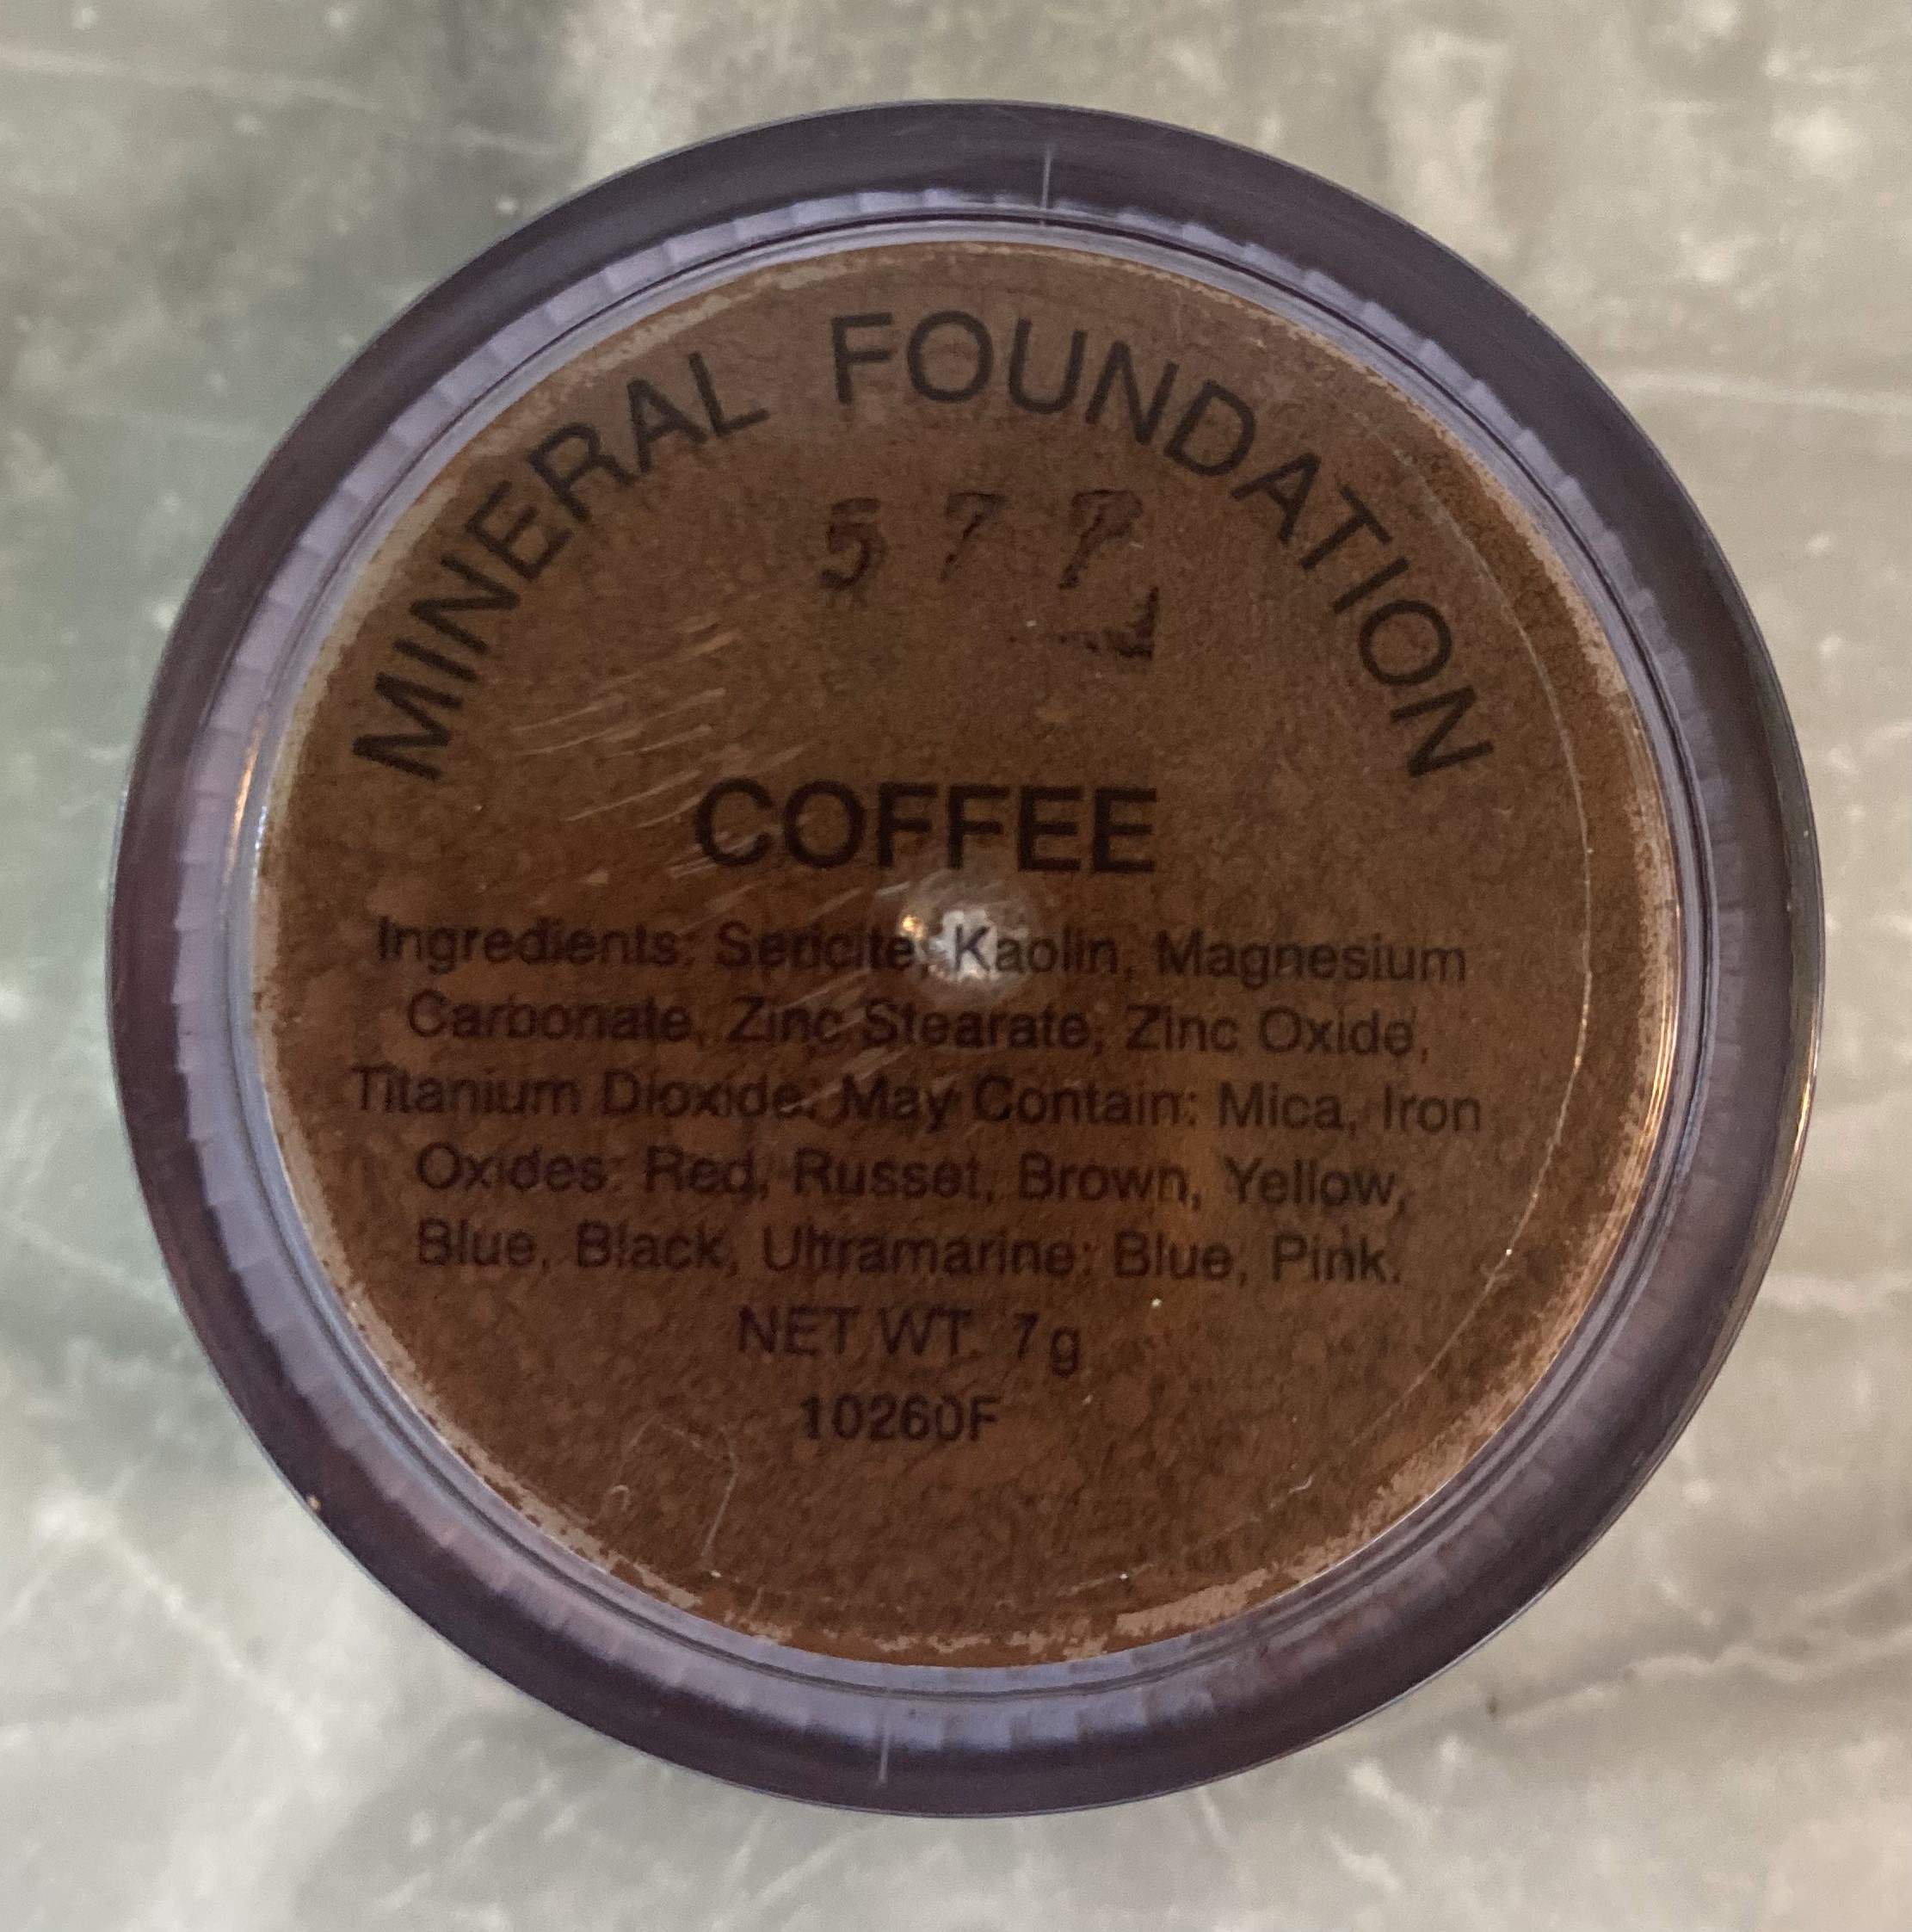 MINERAL FOUNDATION
577
COFFEE
Ingredients: Sericite, Kaolin, Magnesium
Carbonate, Zinc Stearate, Zinc Oxide,
Titanium Dioxide. May Contain: Mica, Iron
Oxides: Red, Russet, Brown, Yellow,
Blue, Black, Ultramarine: Blue, Pink.
NET WT. 7g
10260F